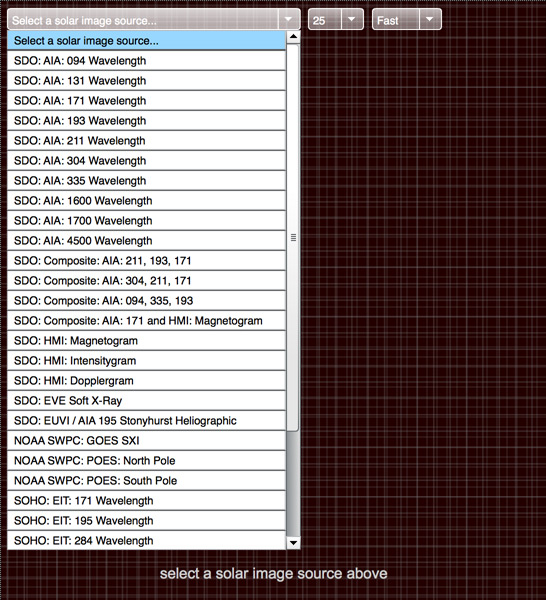 Select a solar image source... 25 Fast
Select a solar image source...
SDO: AIA: 094 Wavelength
SDO: AIA: 131 Wavelength
SDO: AIA: 171 Wavelength
SDO: AIA: 193 Wavelength
SDO: AIA: 211 Wavelength
SDO: AIA: 304 Wavelength
SDO: AIA: 335 Wavelength
SDO: AIA: 1600 Wavelength
SDO: AIA: 1700 Wavelength
SDO: AIA: 4500 Wavelength
SDO: Composite: AIA: 211, 193, 171
SDO: Composite: AIA: 304, 211, 171
SDO: Composite: AIA: 094, 335, 193
SDO: Composite: AIA: 171 and HMI: Magnetogram
SDO: HMI: Magnetogram
SDO: HMI: Intensitygram
SDO: HMI: Dopplergram
SDO: EVE Soft X-Ray
SDO: EUVI / AIA 195 Stonyhurst Heliographic
NOAA SWPC: GOES SXI
NOAA SWPC: POES: North Pole
NOAA SWPC: POES: South Pole
SOHO: EIT: 171 Wavelength
SOHO: EIT: 195 Wavelength
SOHO: EIT: 284 Wavelength
select a solar image source above